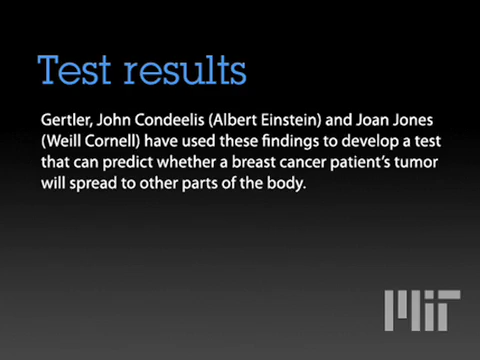 Test results
Gertler, John Condeelis (Albert Einstein) and Joan Jones
(Weill Cornell) have used these findings to develop a test
that can predict whether a breast cancer patient's tumor
will spread to other parts of the body.
MIT